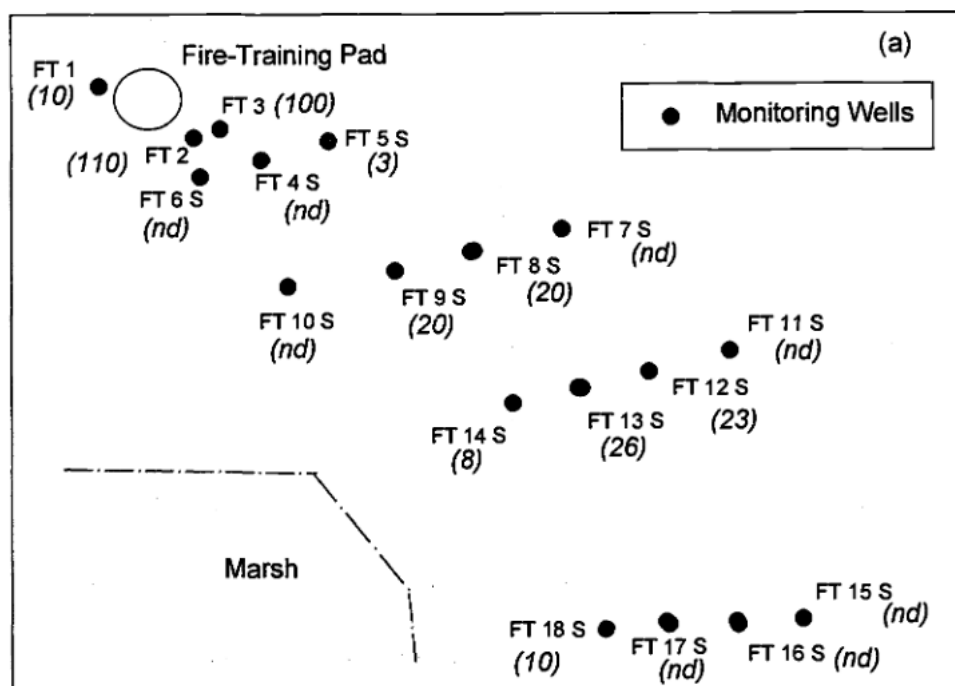 (a)
Fire-Training Pad
FT 1
(10)
Monitoring Wells
FT 3 (100)
FT 2
(110)
FT 5 S
(3)
FT 4 S
(nd)
FT 6 S
(nd)
FT 7 S
(nd)
FT 8 S
(20)
FT 9 S
(20)
FT 10 S
(nd)
FT 11 S
(nd)
FT 12 S
(23)
FT 13 S
(26)
FT 14 S
(8)
Marsh
FT 15 S
(nd)
FT 18 S
(10)
FT 17 S
(nd)
FT 16 S (nd)